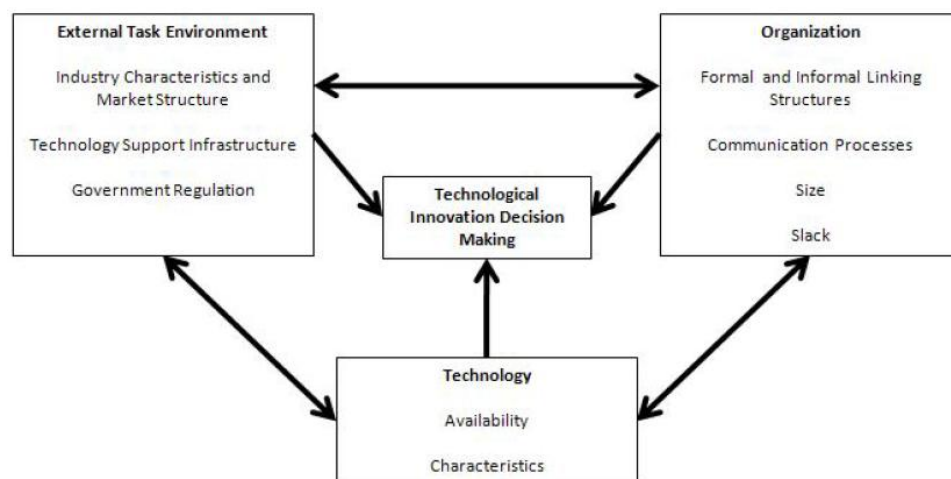 External Task Environment
Industry Characteristics and
Market Structure
Technology Support Infrastructure
Government Regulation
Organization
Formal and Informal Linking
Structures
Communication Processes
Size
Slack
Technological
Innovation Decision
Making
Technology
Availability
Characteristics